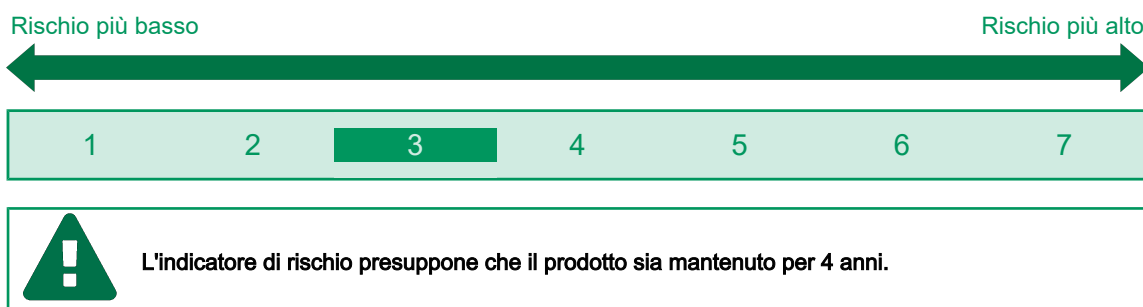 Rischio più basso Rischio più alto
1 2 3 4 5 6 7
L'indicatore di rischio presuppone che il prodotto sia mantenuto per 4 anni.